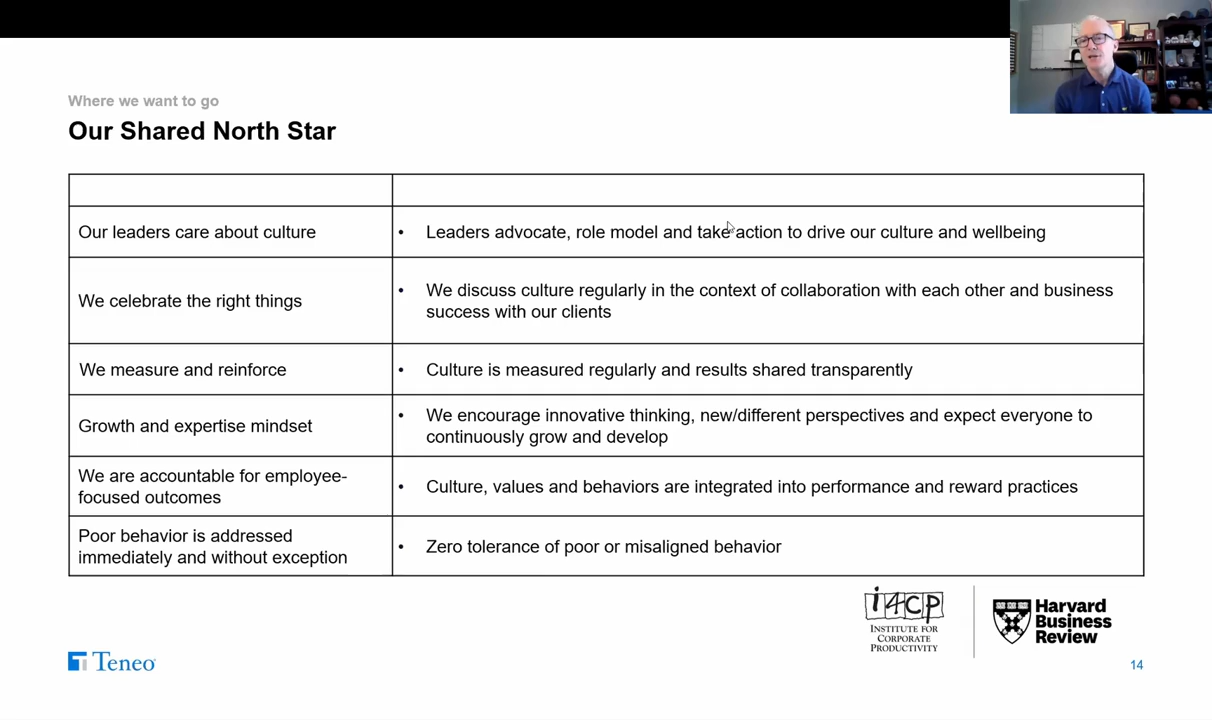 Where we want to go
Our Shared North Star
Our leaders care about culture
• Leaders advocate, role model and take action to drive our culture and wellbeing
We celebrate the right things
• We discuss culture regularly in the context of collaboration with each other and business
success with our clients
We measure and reinforce
• Culture is measured regularly and results shared transparently
Growth and expertise mindset
• We encourage innovative thinking, new/different perspectives and expect everyone to
continuously grow and develop
We are accountable for employee-
focused outcomes
• Culture, values and behaviors are integrated into performance and reward practices
Poor behavior is addressed
immediately and without exception
• Zero tolerance of poor or misaligned behavior
i4cp
INSTITUTE FOR
CORPORATE
PRODUCTIVITY
Harvard
Business
Review
Teneo
14